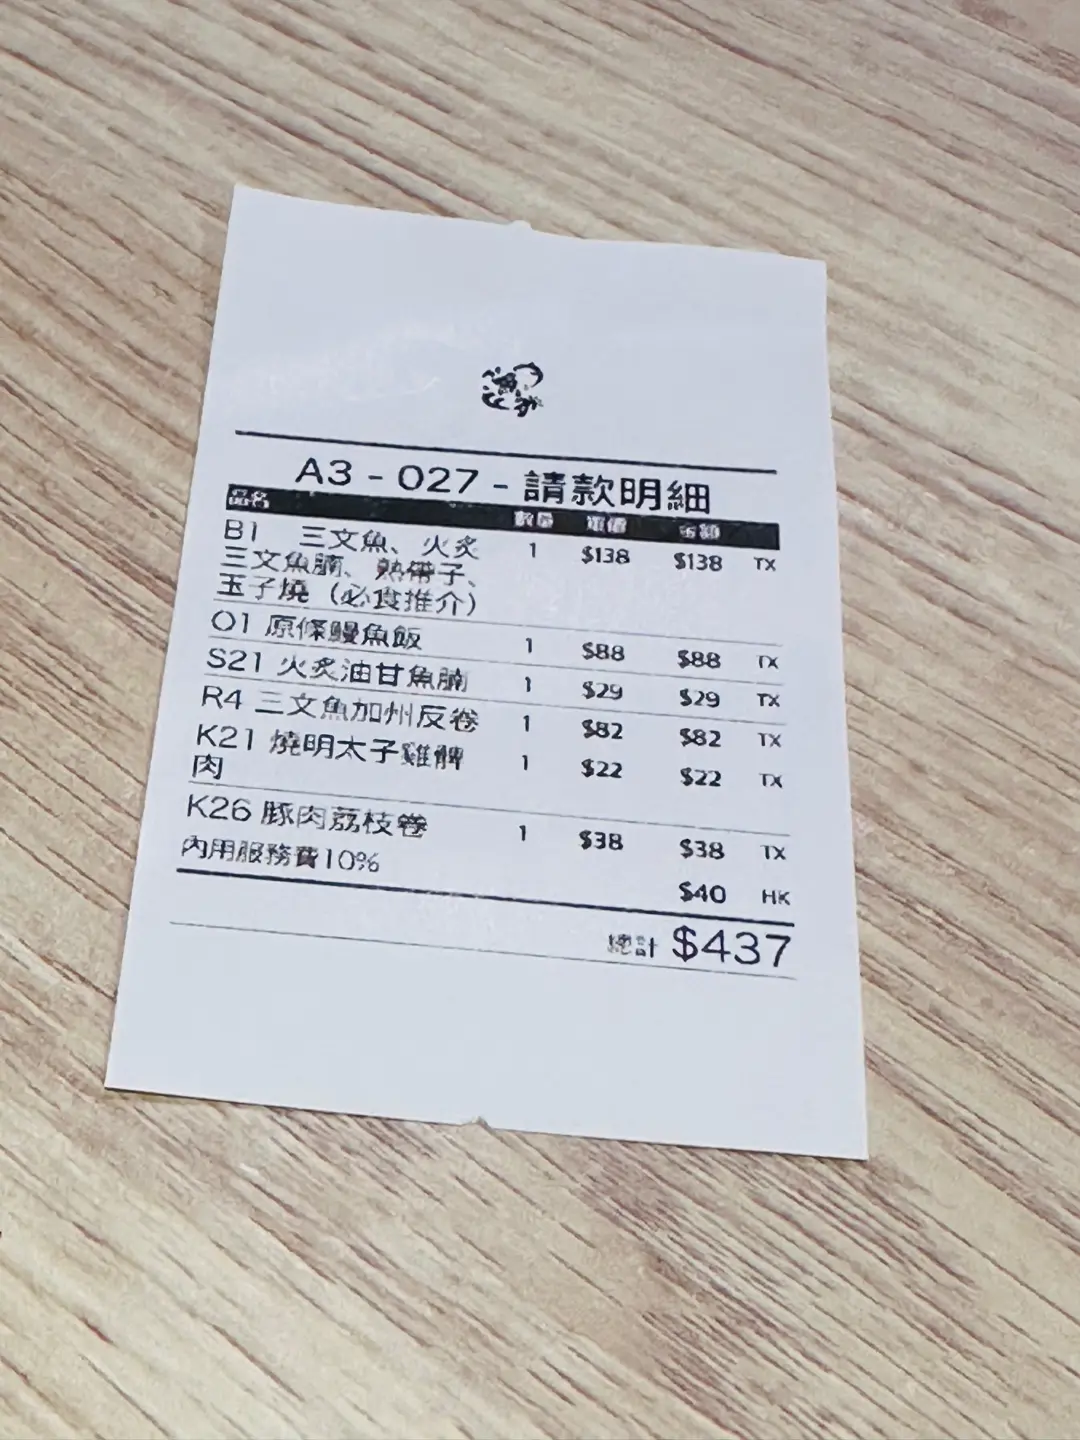 A3 - 027 - 請款明細
品名 數量 單價 金額
B1 三文魚、火炙 1 $138 $138 TX
三文魚腩、熱帶子、
玉子燒（必食推介）
O1 原條鰻魚飯 1 $88 $88 TX
S21 火炙油甘魚腩 1 $29 $29 TX
R4 三文魚加州反卷 1 $82 $82 TX
K21 燒明太子雞髀 1 $22 $22 TX
肉
K26 豚肉荔枝卷 1 $38 $38 TX
內用服務費10% $40 HK
總計 $437